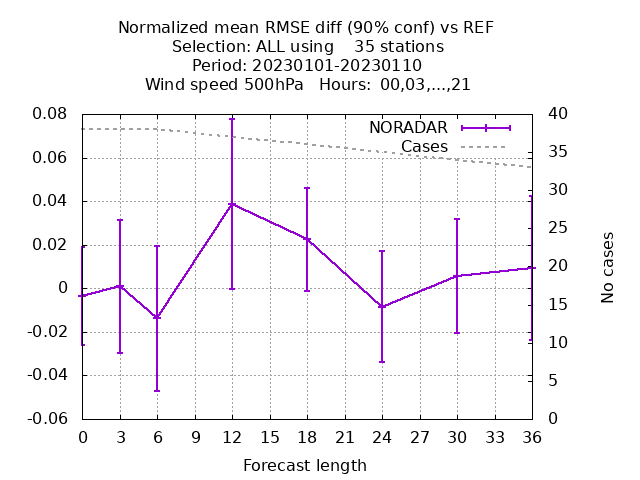 Normalized mean RMSE diff (90% conf) vs REF
Selection: ALL using    35 stations
Period: 20230101-20230110
Wind speed 500hPa   Hours:  00,03,...,21
NORADAR
Cases
0.08
0.06
0.04
0.02
0
-0.02
-0.04
-0.06
40
35
30
25
20
15
10
5
0
No cases
0 3 6 9 12 15 18 21 24 27 30 33 36
Forecast length